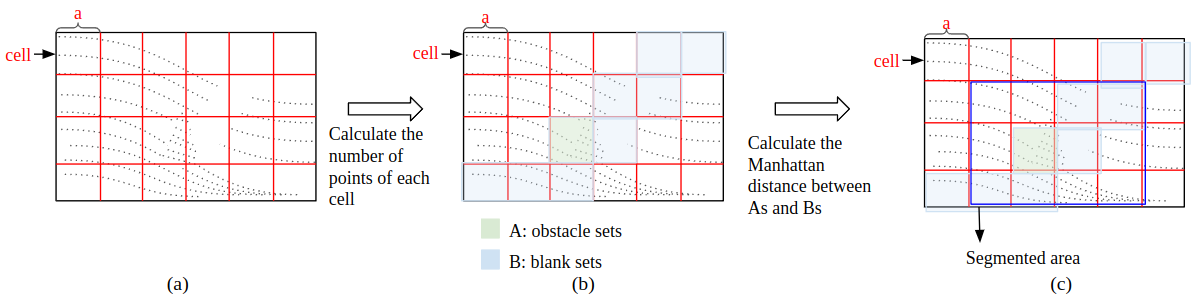 a
cell
(a)
Calculate the
number of
points of each
cell
a
cell
A: obstacle sets
B: blank sets
(b)
Calculate the
Manhattan
distance between
As and Bs
a
cell
Segmented area
(c)